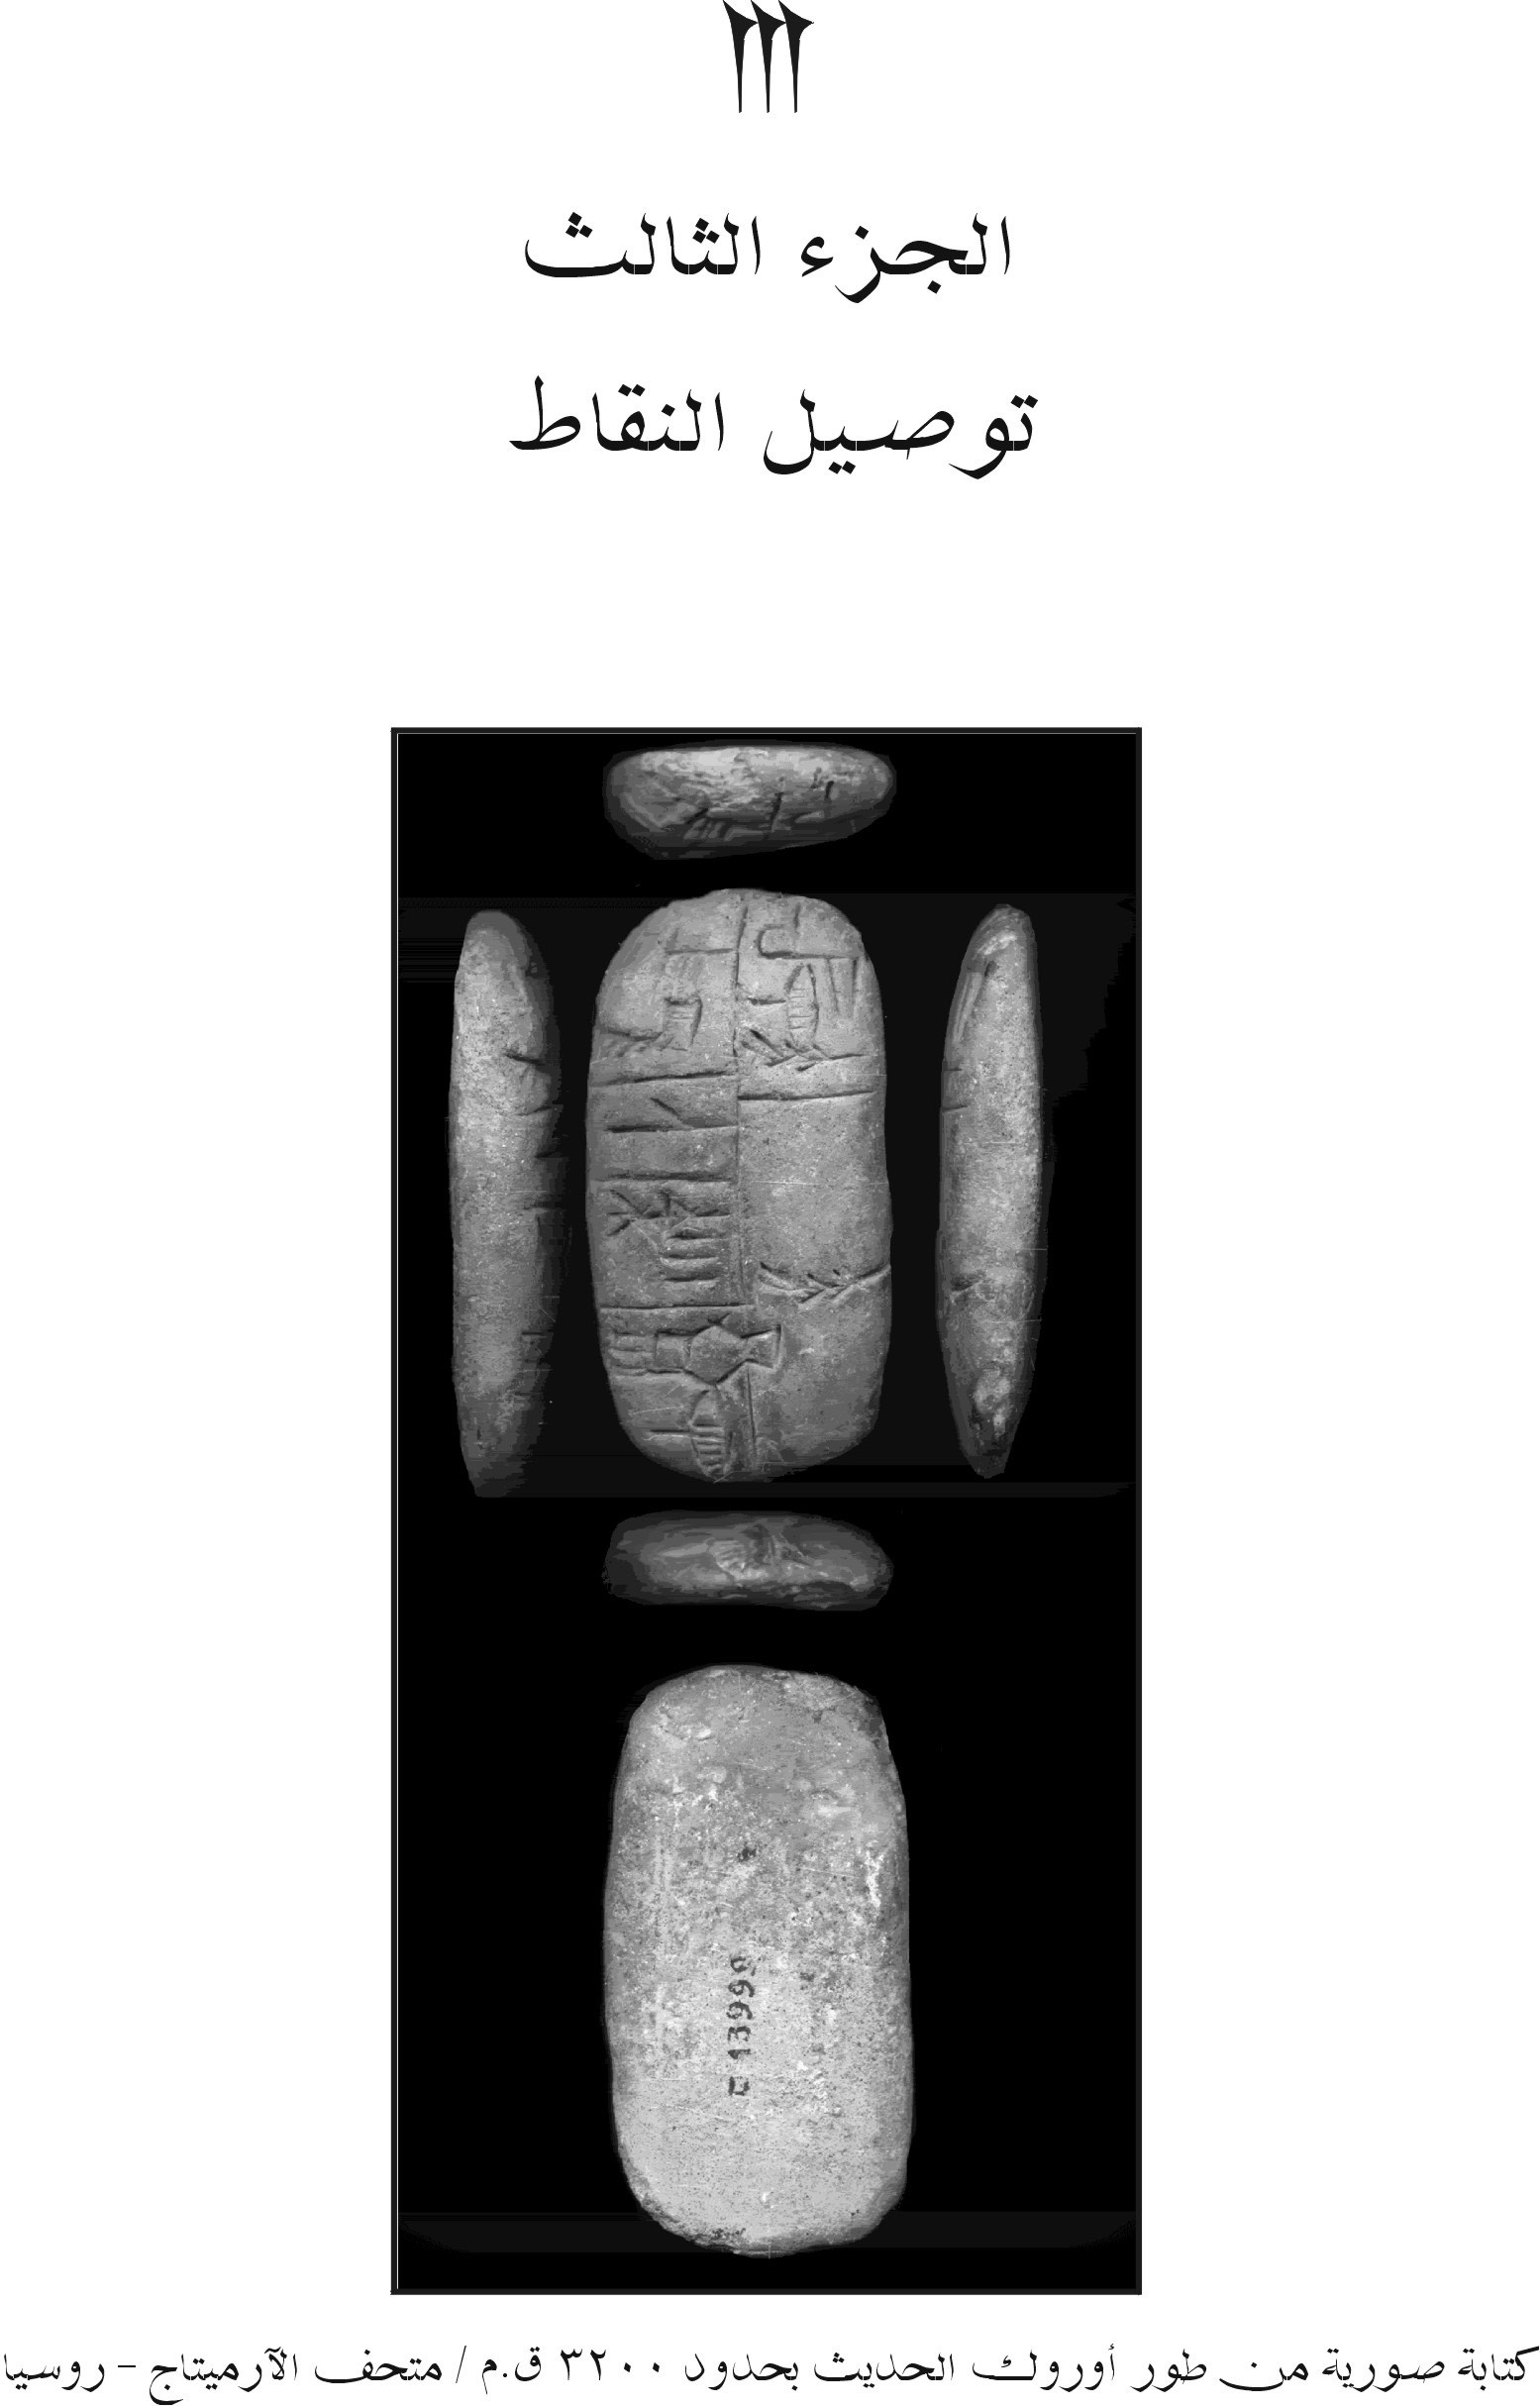 𒐈
الجزء الثالث
توصيل النقاط
13999
كتابة صورية من طور أوروك الحديث بحدود ٣٢٠٠ ق.م / متحف الآرميتاج - روسيا